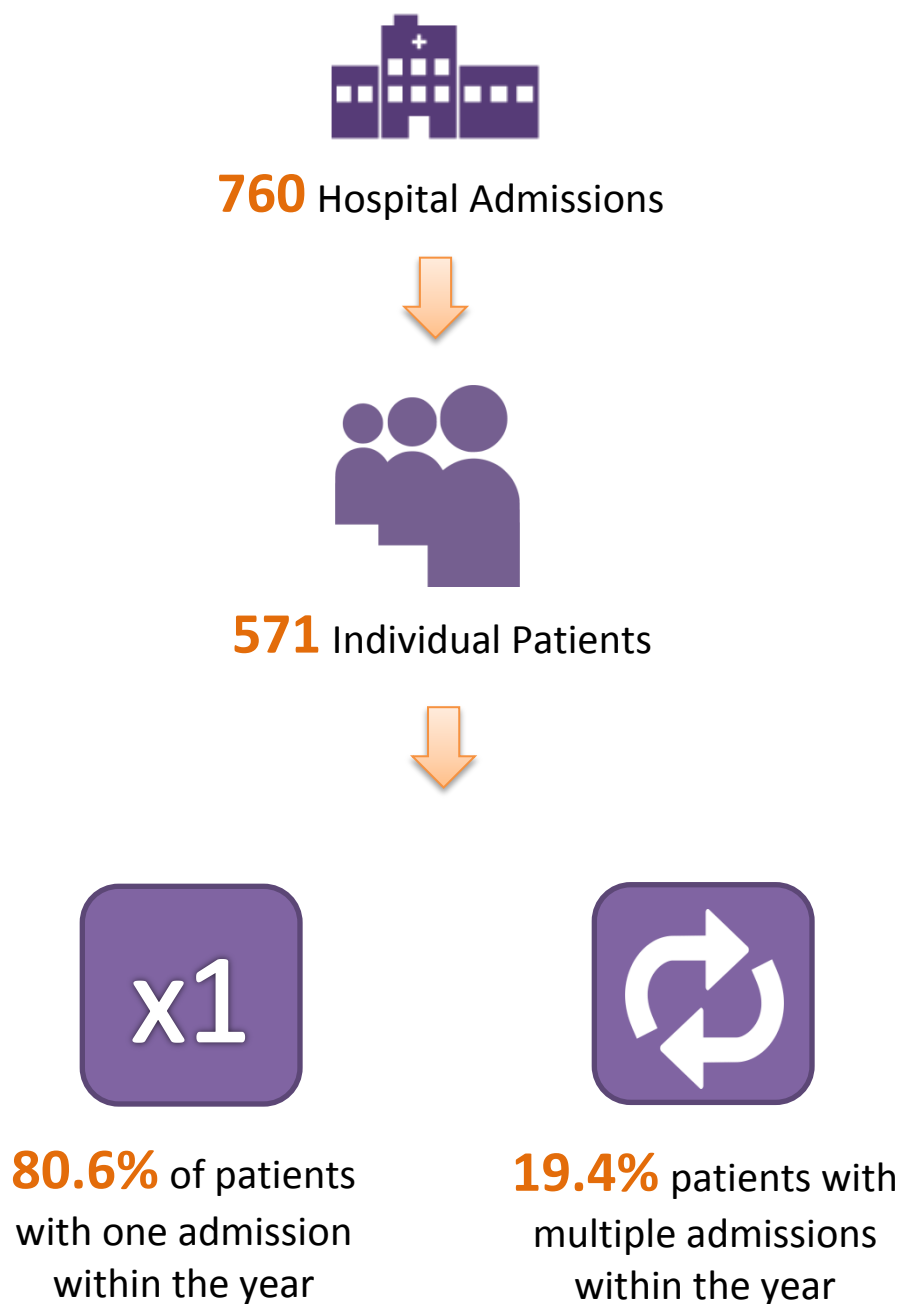 760 Hospital Admissions
571 Individual Patients
x1
80.6% of patients
with one admission
within the year
19.4% patients with
multiple admissions
within the year